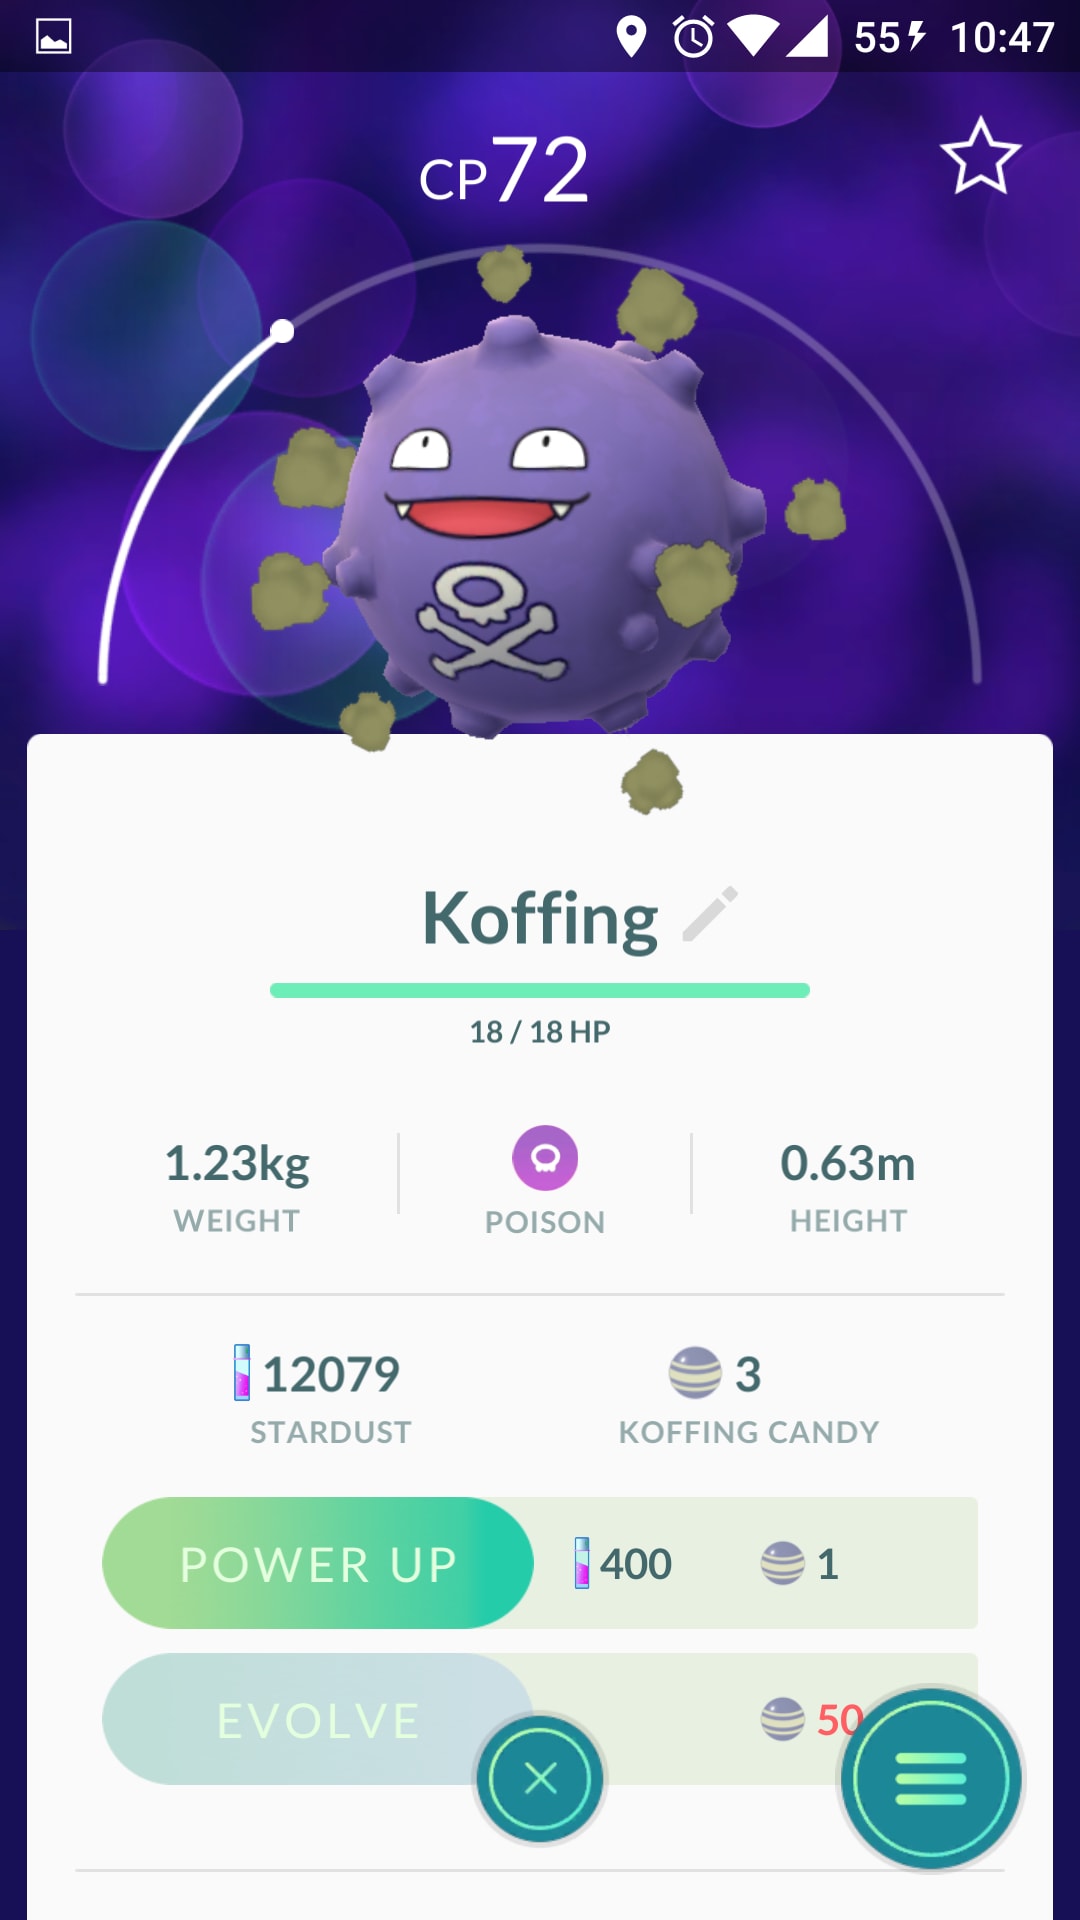 55 10:47
CP72
Koffing
18 / 18 HP
1.23kg 0.63m
WEIGHT POISON HEIGHT
12079 3
STARDUST KOFFING CANDY
POWER UP 400 1
EVOLVE 50